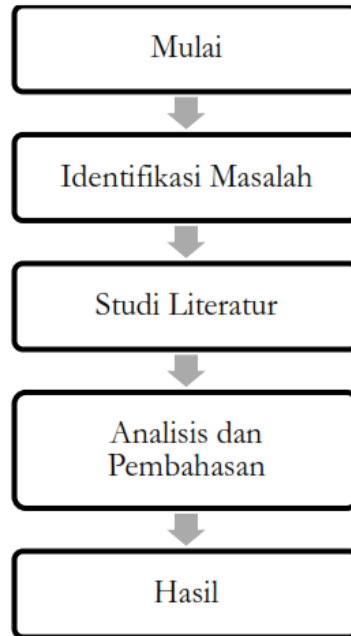 Mulai
Identifikasi Masalah
Studi Literatur
Analisis dan
Pembahasan
Hasil